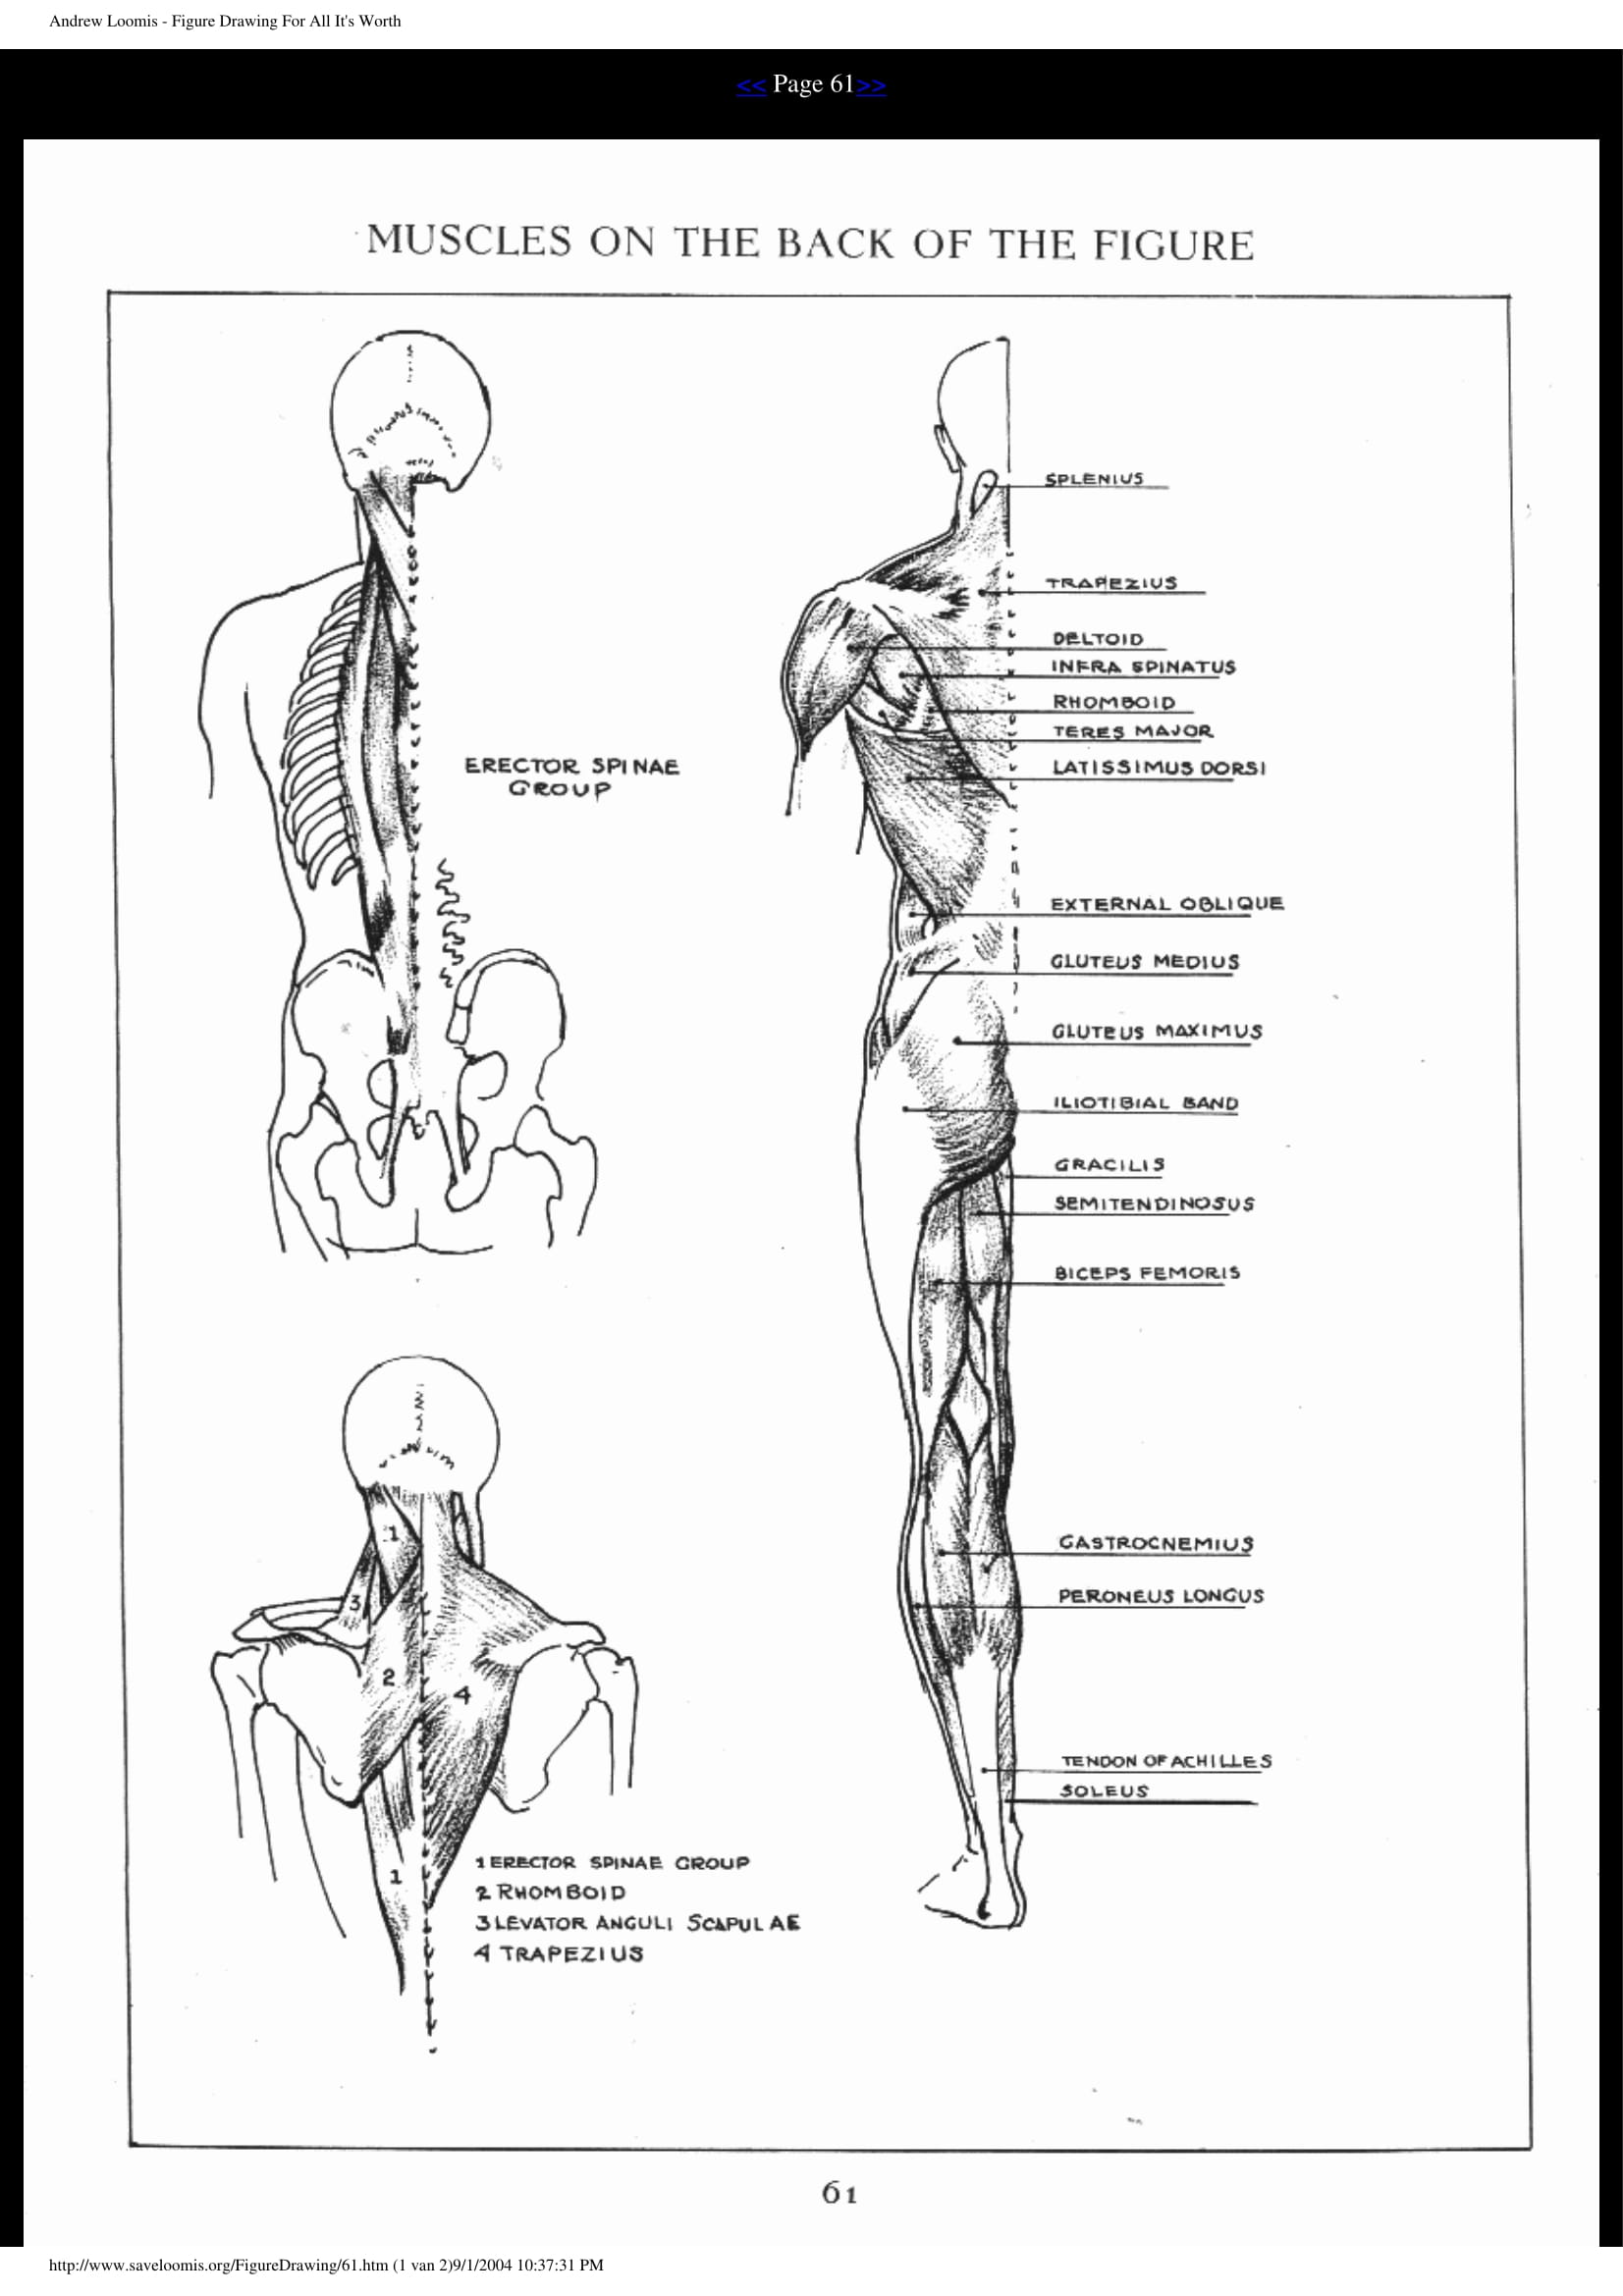 Andrew Loomis - Figure Drawing For All It's Worth
<< Page 61>>
MUSCLES ON THE BACK OF THE FIGURE
ERECTOR SPINAE
GROUP
SPLENIUS
TRAPEZIUS
DELTOID
INFRA SPINATUS
RHOMBOID
TERES MAJOR
LATISSIMUS DORSI
EXTERNAL OBLIQUE
GLUTEUS MEDIUS
GLUTEUS MAXIMUS
ILIOTIBIAL BAND
GRACILIS
SEMITENDINOSUS
BICEPS FEMORIS
GASTROCNEMIUS
PERONEUS LONGUS
TENDON OF ACHILLES
SOLEUS
1
3
2
4
1
1 ERECTOR SPINAE GROUP
2 RHOMBOID
3 LEVATOR ANGULI SCAPULAE
4 TRAPEZIUS
61
http://www.saveloomis.org/FigureDrawing/61.htm (1 van 2)9/1/2004 10:37:31 PM